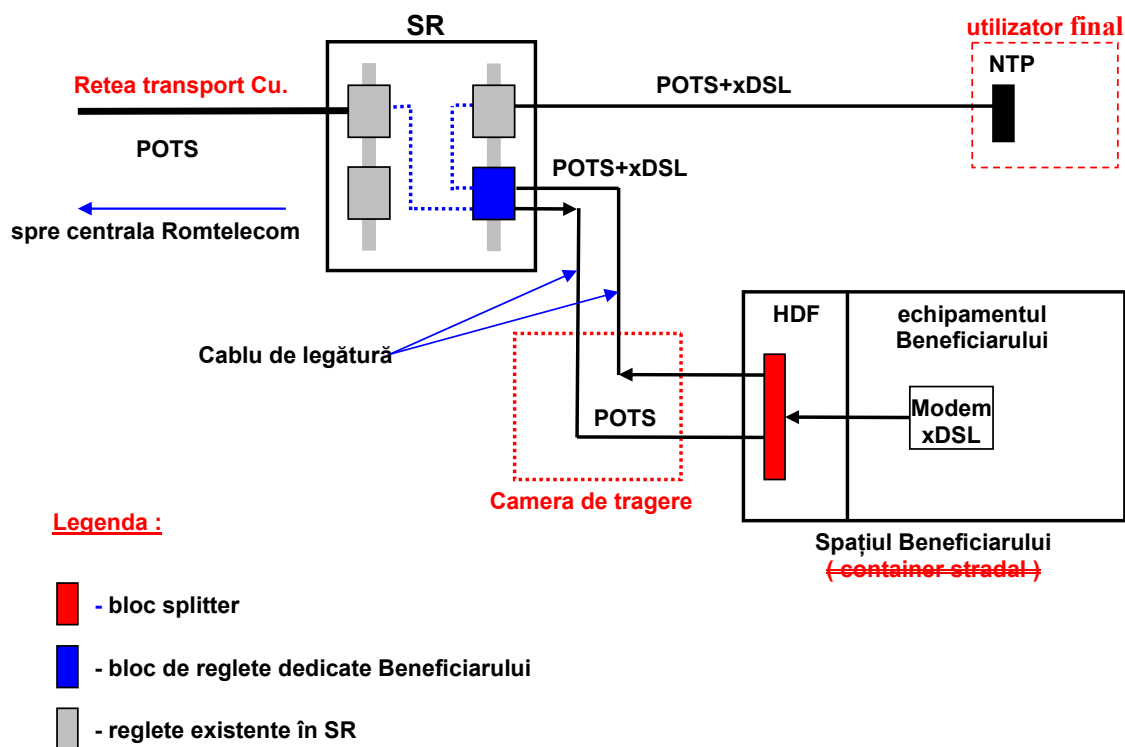 SR
utilizator final
Retea transport Cu.
POTS+xDSL
NTP
POTS
POTS+xDSL
spre centrala Romtelecom
HDF
echipamentul
Beneficiarului
Cablu de legătură
POTS
Modem
xDSL
Camera de tragere
Legenda :
Spațiul Beneficiarului
( container stradal )
- bloc splitter
- bloc de reglete dedicate Beneficiarului
- reglete existente în SR